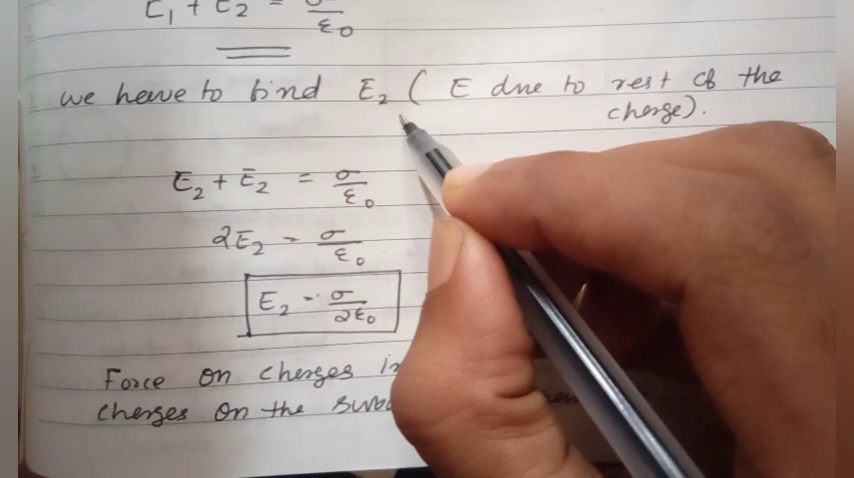 E₁ + E₂ = σ/ε₀
we have to find E₂ ( E due to rest of the
charge).
E₂ + E₂ = σ/ε₀
2E₂ = σ/ε₀
E₂ = σ/2ε₀
Force on charges
charges on the